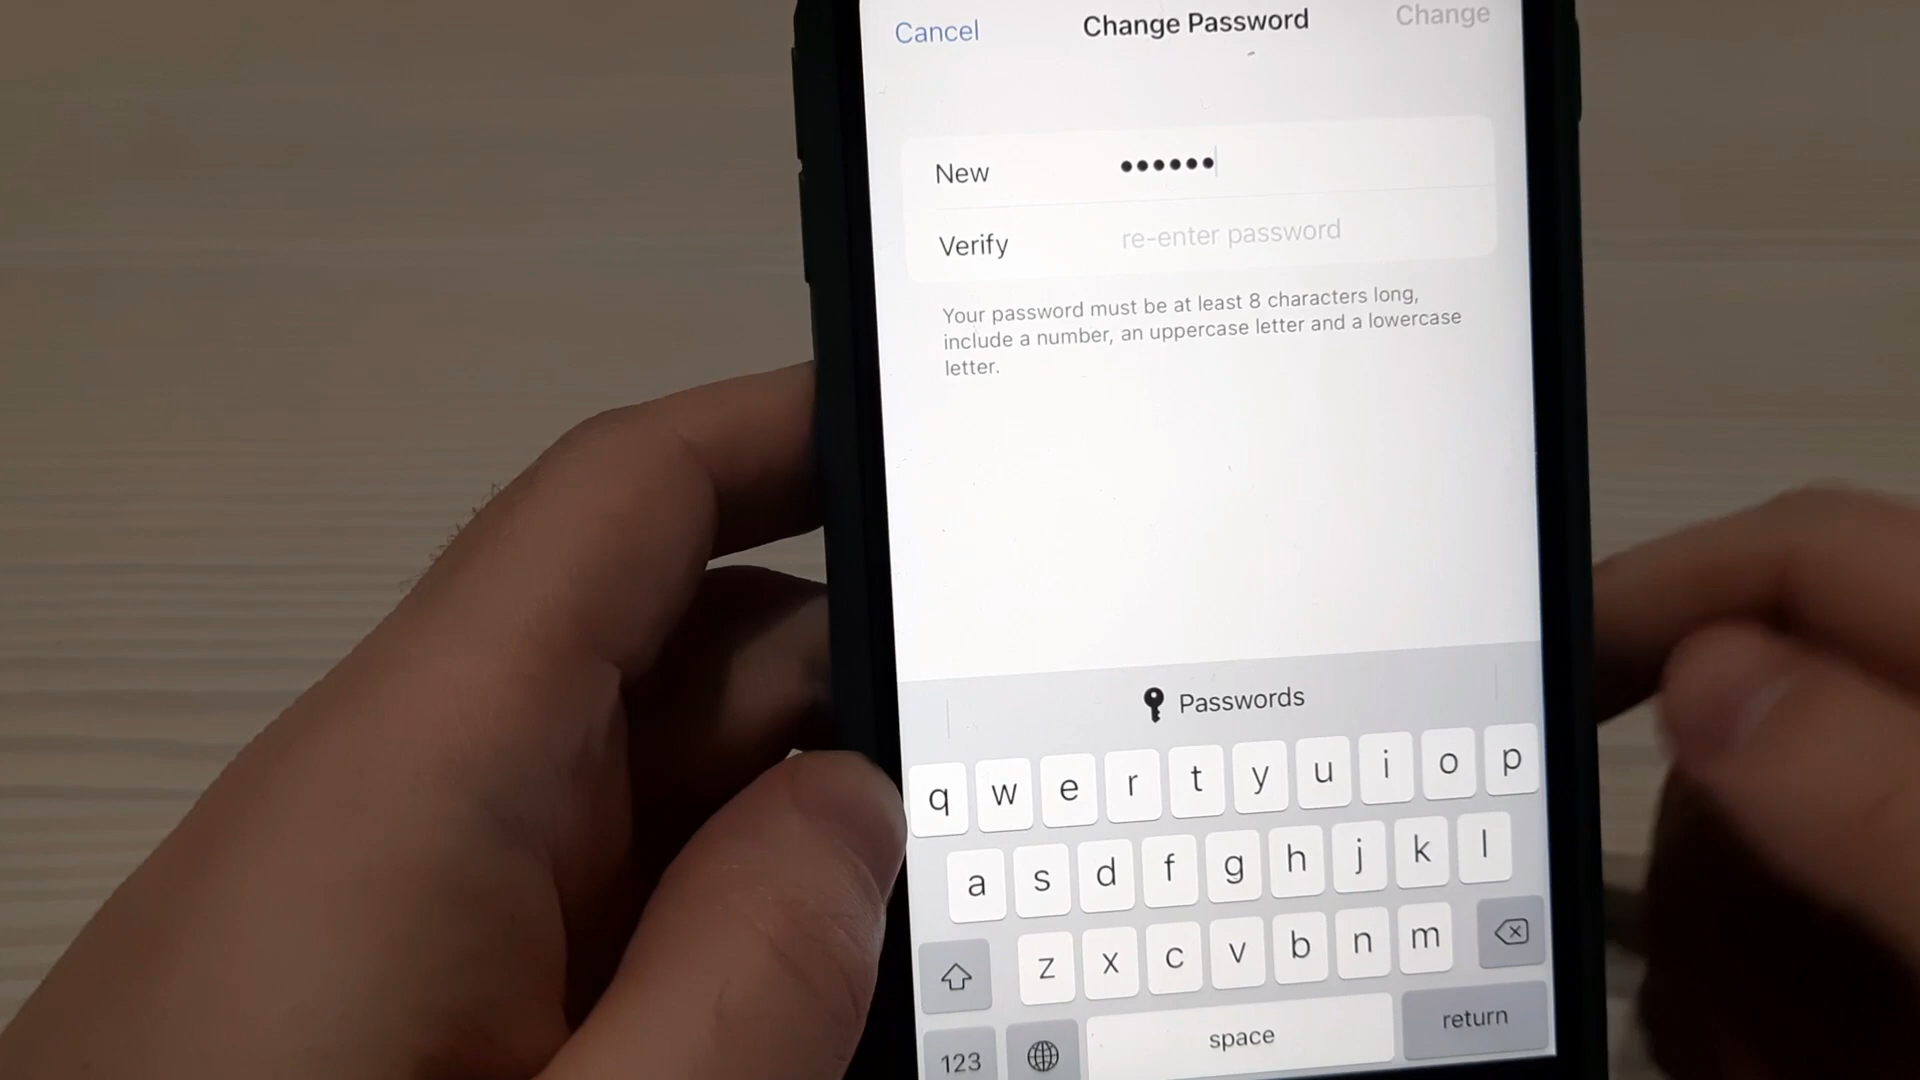 Cancel Change Password Change
New ••••••
Verify re-enter password
Your password must be at least 8 characters long,
include a number, an uppercase letter and a lowercase
letter.
Passwords
q w e r t y u i o p
a s d f g h j k l
z x c v b n m
123 space return